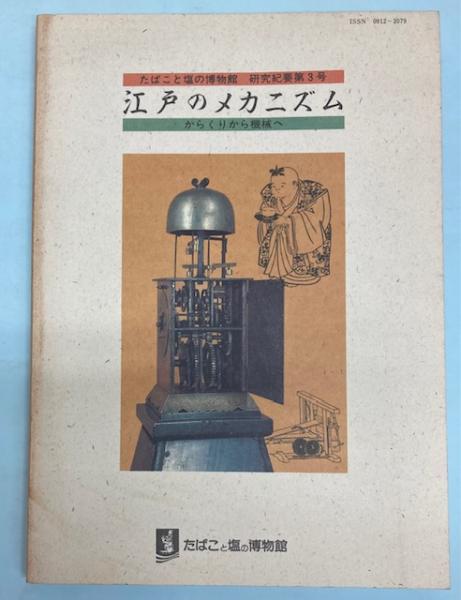 ISSN 0912-2079
たばこと塩の博物館 研究紀要第3号
江戸のメカニズム
からくりから機械へ
たばこと塩の博物館